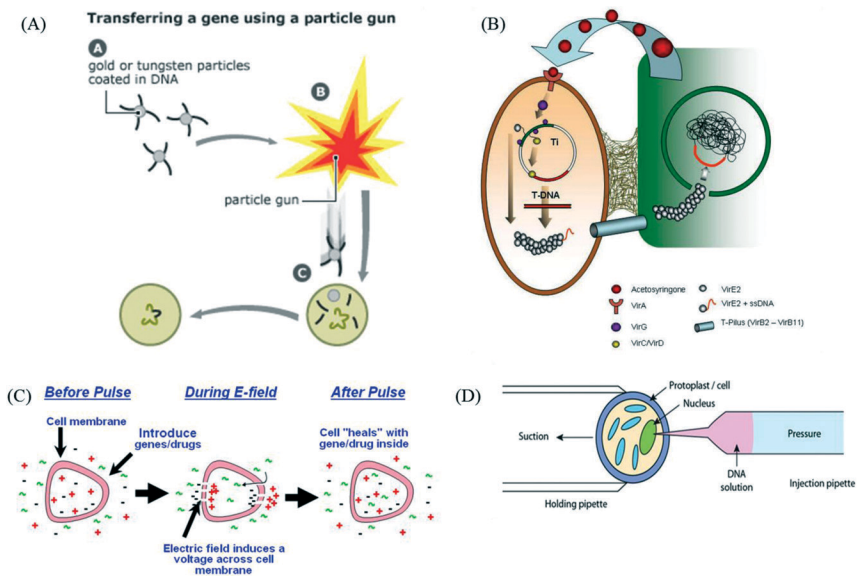 (A)
Transferring a gene using a particle gun
A
gold or tungsten particles
coated in DNA
B
particle gun
C
(B)
Ti
T-DNA
Acetosyringone
VirA
VirG
VirC/VirD
VirE2
VirE2 + ssDNA
T-Pilus (VirB2 – VirB11)
(C)
Before Pulse
During E-field
After Pulse
Cell membrane
Introduce
genes/drugs
Cell "heals" with
gene/drug inside
Electric field induces a
voltage across cell
membrane
(D)
Protoplast / cell
Nucleus
Suction
Pressure
DNA
solution
Holding pipette
Injection pipette